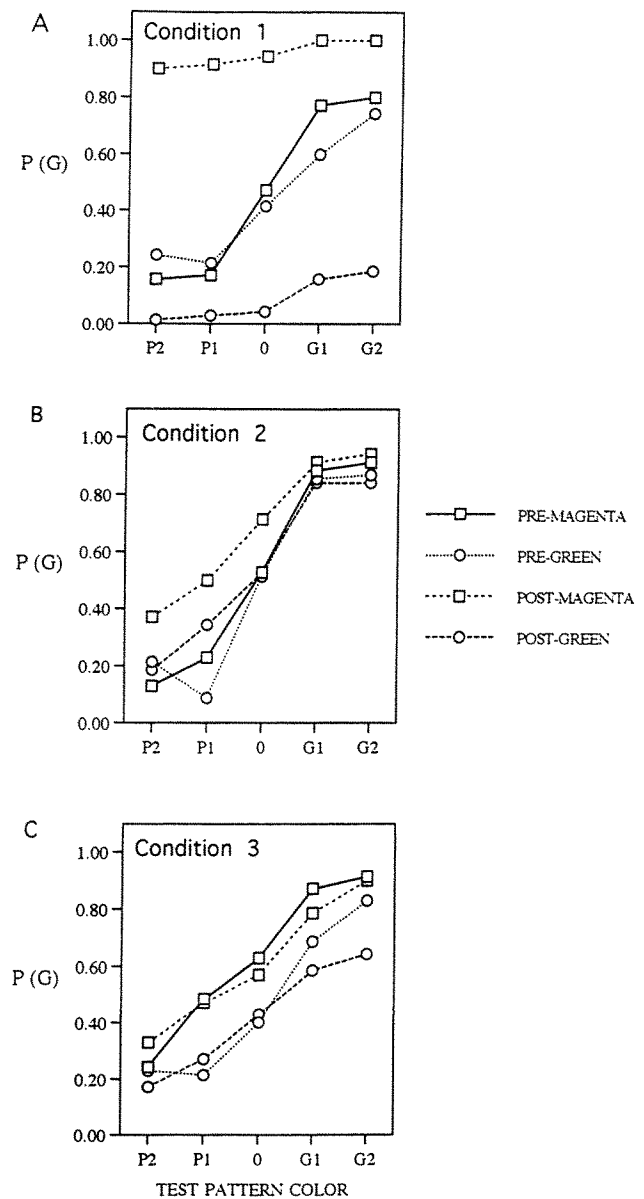 A
Condition 1
1.00
0.80
0.60
0.40
0.20
0.00
P (G)
P2 P1 0 G1 G2
B
Condition 2
1.00
0.80
0.60
0.40
0.20
0.00
P (G)
P2 P1 0 G1 G2
PRE-MAGENTA
PRE-GREEN
POST-MAGENTA
POST-GREEN
C
Condition 3
1.00
0.80
0.60
0.40
0.20
0.00
P (G)
P2 P1 0 G1 G2
TEST PATTERN COLOR